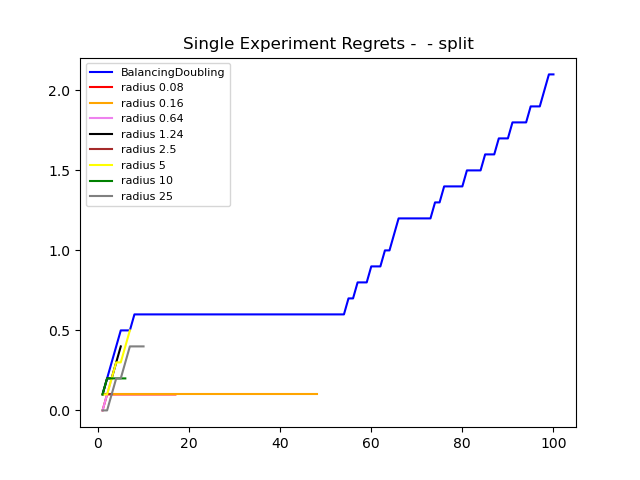 Single Experiment Regrets -  - split
BalancingDoubling
radius 0.08
radius 0.16
radius 0.64
radius 1.24
radius 2.5
radius 5
radius 10
radius 25
2.0
1.5
1.0
0.5
0.0
0 20 40 60 80 100